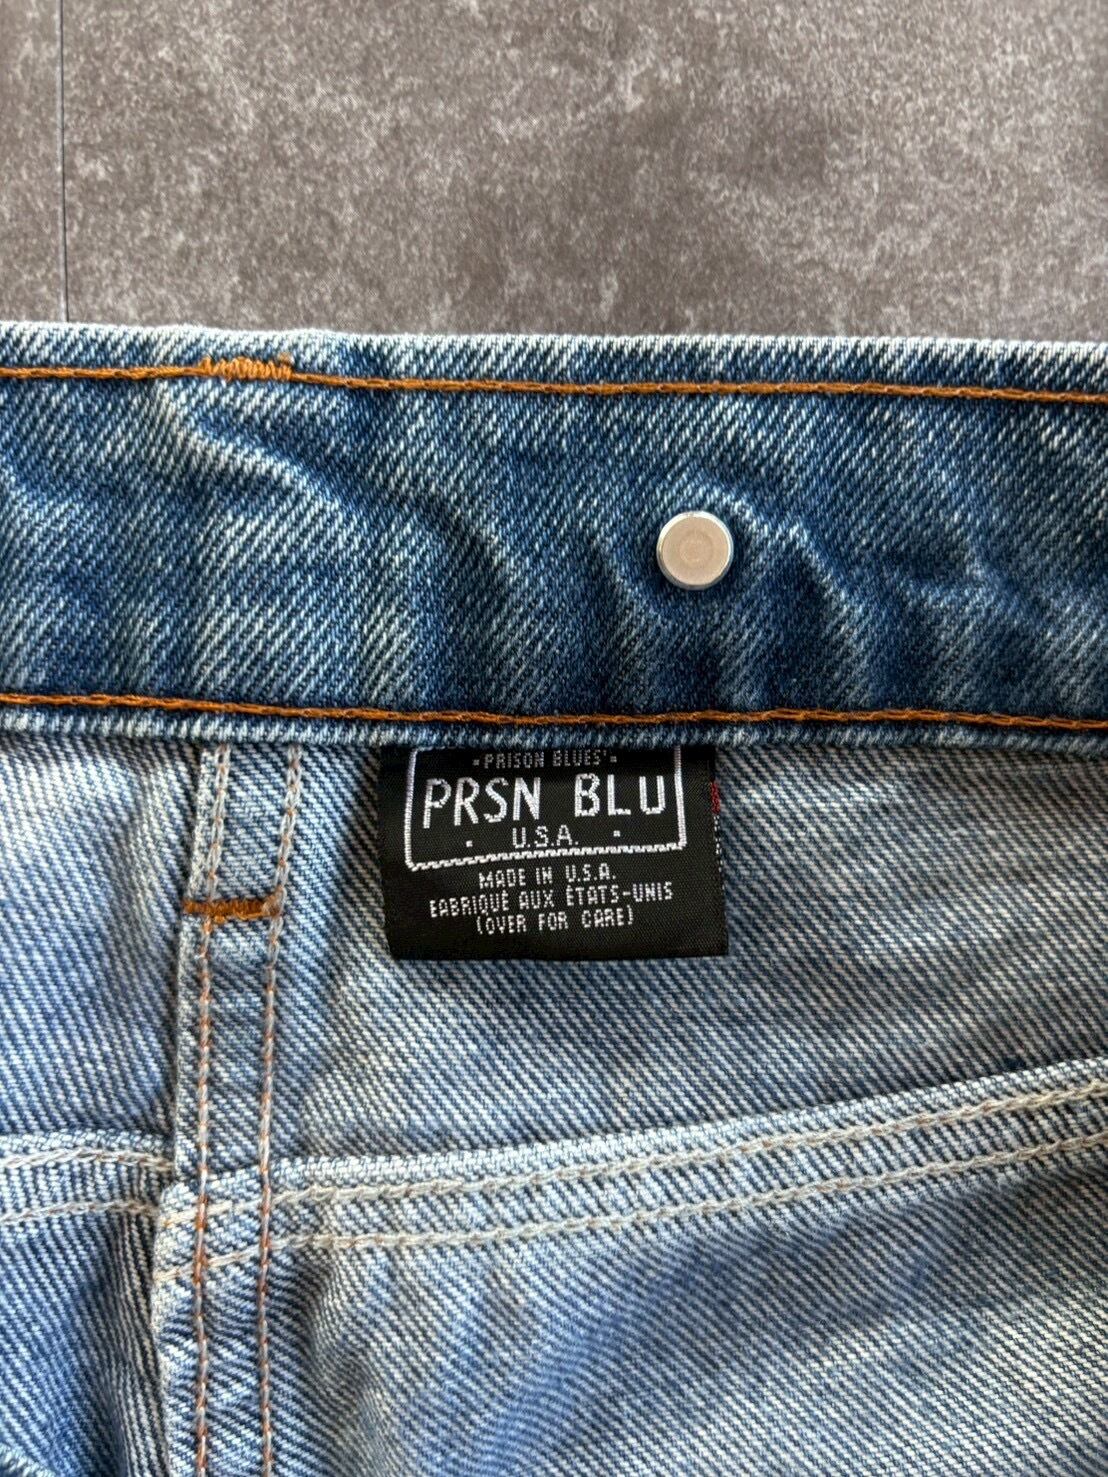 • PRISON BLUES' •
PRSN BLU
• U.S.A. •
MADE IN U.S.A.
FABRIQUÉ AUX ÉTATS-UNIS
(OVER FOR CARE)